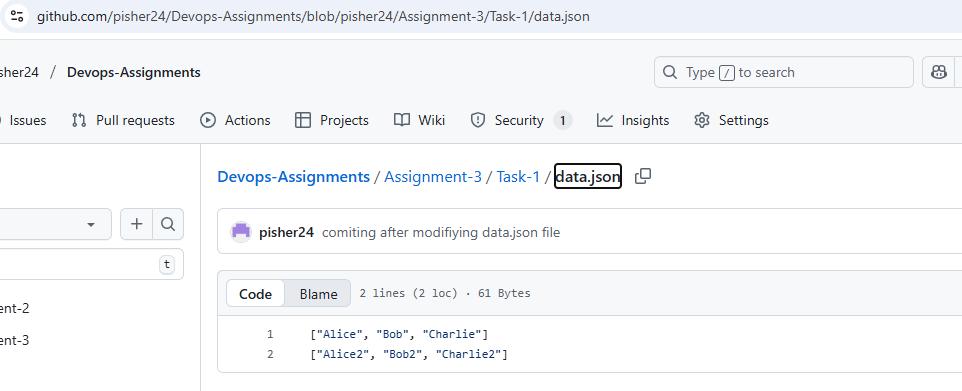 github.com/pisher24/Devops-Assignments/blob/pisher24/Assignment-3/Task-1/data.json
sher24 / Devops-Assignments
Type / to search
Issues Pull requests Actions Projects Wiki Security 1 Insights Settings
Devops-Assignments / Assignment-3 / Task-1 / data.json
pisher24 comiting after modifiying data.json file
t
Code Blame 2 lines (2 loc) · 61 Bytes
ent-2
1 ["Alice", "Bob", "Charlie"]
ent-3
2 ["Alice2", "Bob2", "Charlie2"]